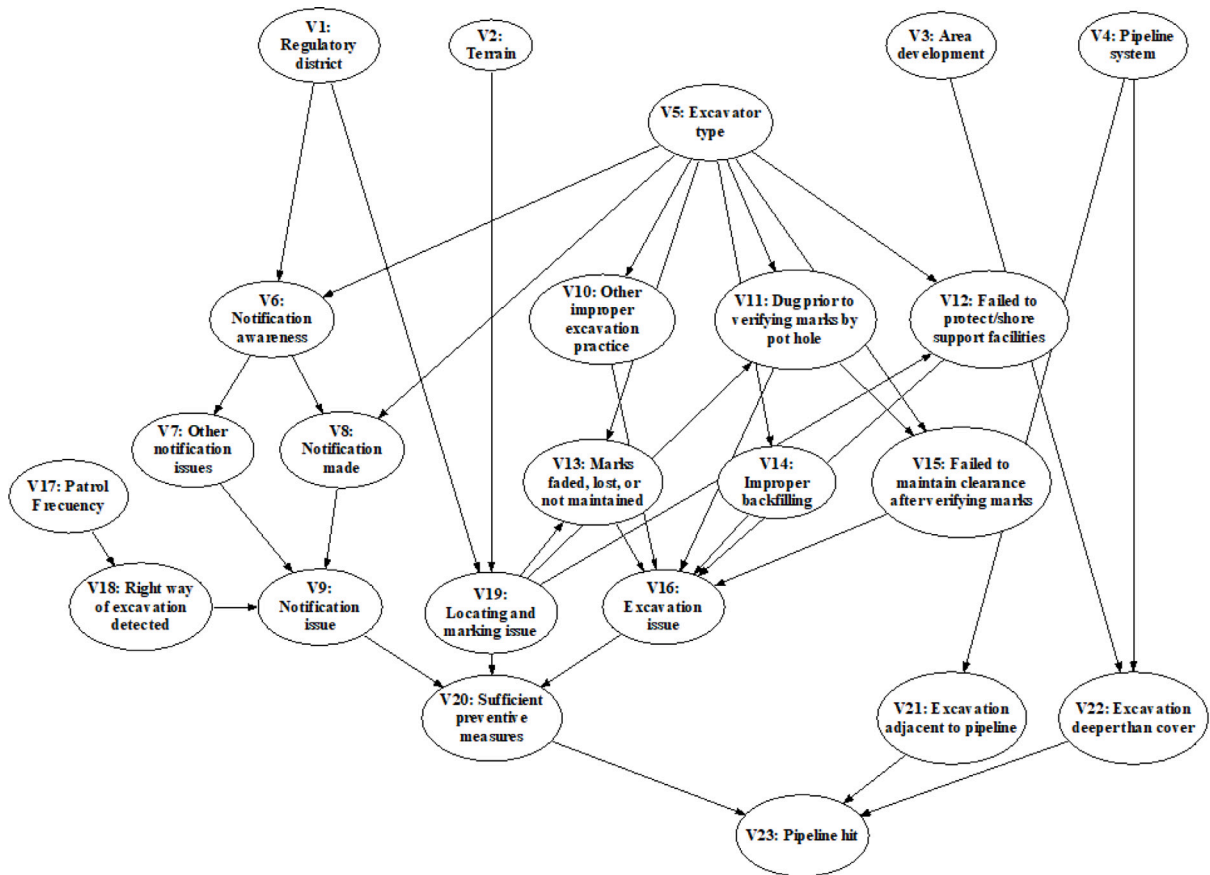 V1:
Regulatory
district
V2:
Terrain
V3: Area
development
V4: Pipeline
system
V5: Excavator
type
V6:
Notification
awareness
V10: Other
improper
excavation
practice
V11: Dug prior to
verifying marks by
pot hole
V12: Failed to
protect/shore
support facilities
V7: Other
notification
issues
V8:
Notification
made
V13: Marks
faded, lost, or
not maintained
V14:
Improper
backfilling
V15: Failed to
maintain clearance
after verifying marks
V17: Patrol
Frecuency
V18: Right way
of excavation
detected
V9:
Notification
issue
V19:
Locating and
marking issue
V16:
Excavation
issue
V20: Sufficient
preventive
measures
V21: Excavation
adjacent to pipeline
V22: Excavation
deeper than cover
V23: Pipeline hit